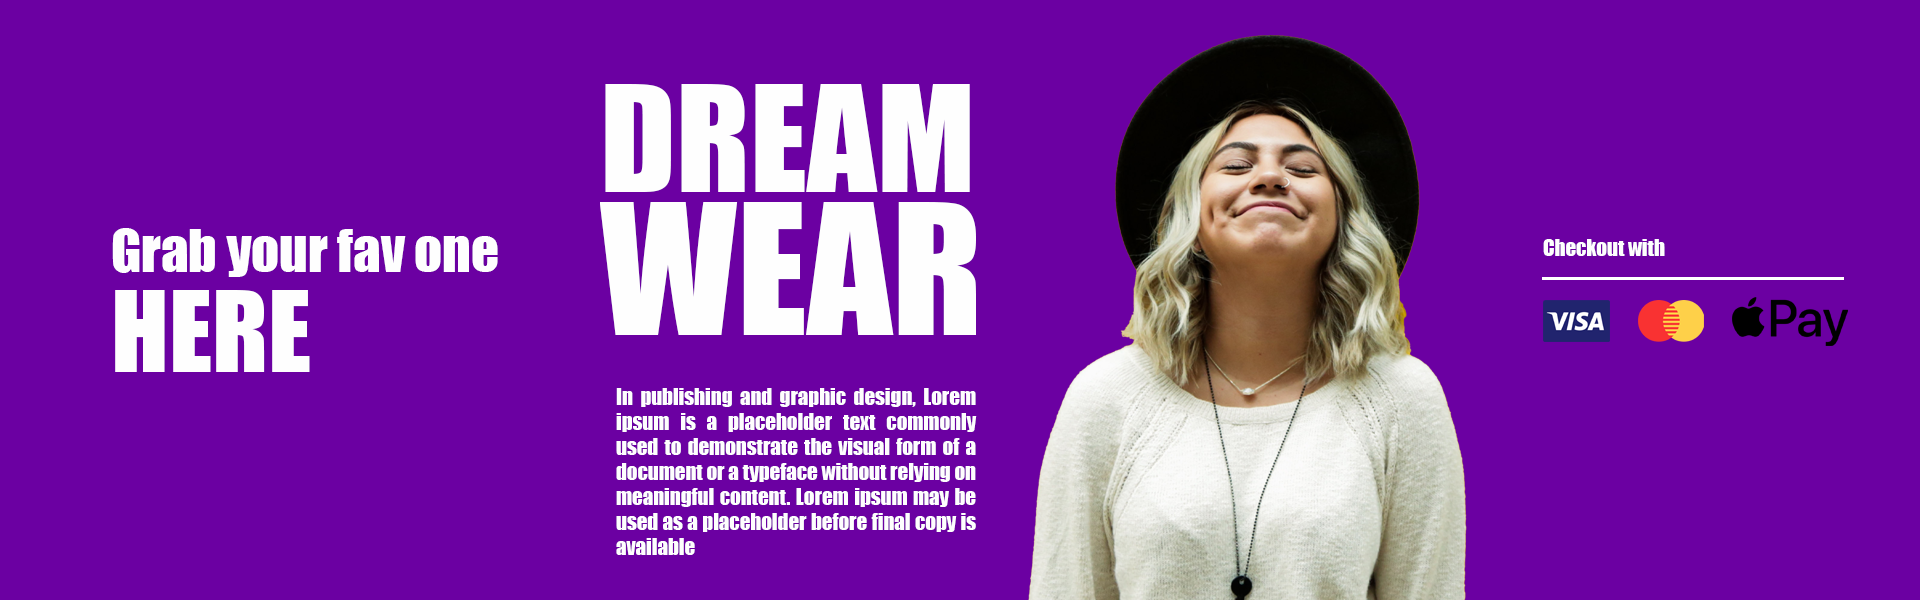 Grab your fav one
HERE
DREAM
WEAR
In publishing and graphic design, Lorem
ipsum is a placeholder text commonly
used to demonstrate the visual form of a
document or a typeface without relying on
meaningful content. Lorem ipsum may be
used as a placeholder before final copy is
available
Checkout with
VISA
Pay